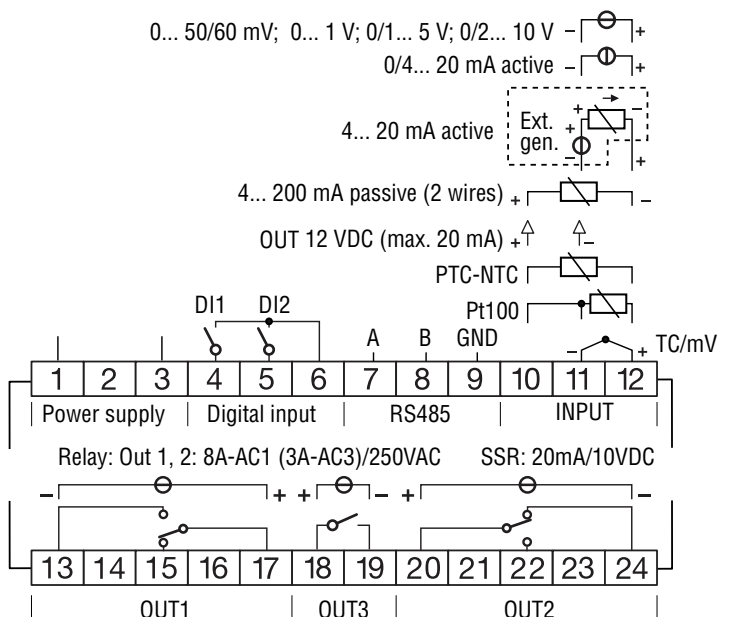 0... 50/60 mV; 0... 1 V; 0/1... 5 V; 0/2... 10 V − +
0/4... 20 mA active − +
4... 20 mA active Ext. gen. + − + − +
4... 200 mA passive (2 wires) + −
OUT 12 VDC (max. 20 mA) + −
PTC-NTC
Pt100
DI1 DI2
A B GND − + TC/mV
1 2 3 4 5 6 7 8 9 10 11 12
Power supply Digital input RS485 INPUT
Relay: Out 1, 2: 8A-AC1 (3A-AC3)/250VAC SSR: 20mA/10VDC
− + + − + −
13 14 15 16 17 18 19 20 21 22 23 24
OUT1 OUT3 OUT2